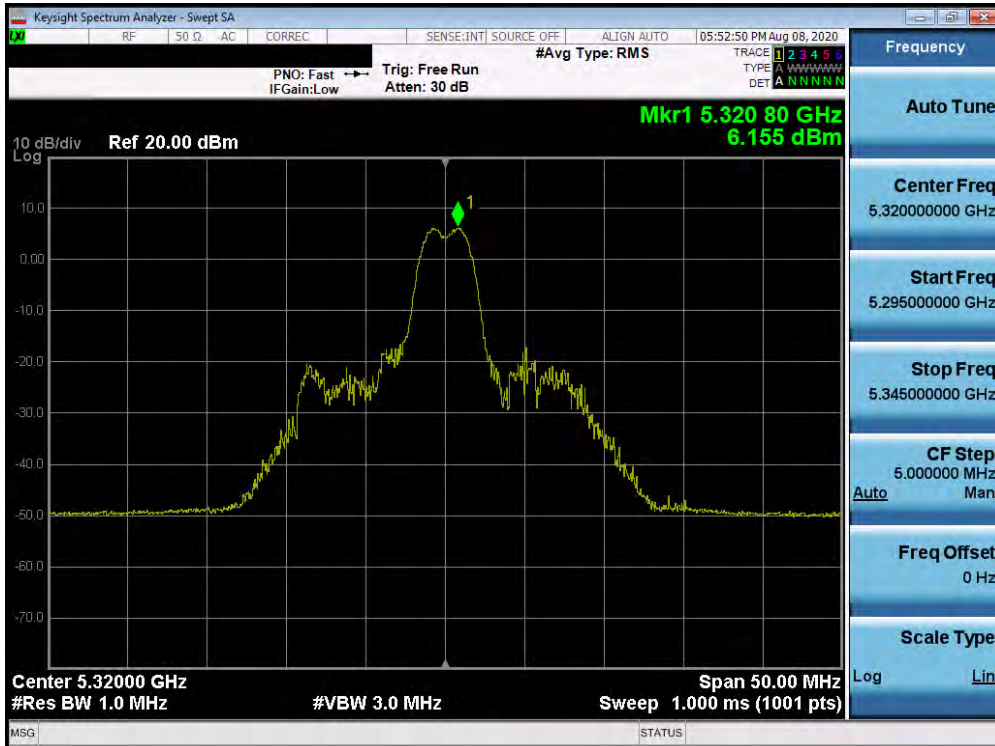 Keysight Spectrum Analyzer - Swept SA
LXI RF 50 Ω AC CORREC SENSE:INT SOURCE OFF ALIGN AUTO 05:52:50 PM Aug 08, 2020
#Avg Type: RMS
TRACE 1 2 3 4 5 6
PNO: Fast Trig: Free Run
TYPE A WWWWW
IFGain:Low Atten: 30 dB
DET A N N N N N
Mkr1 5.320 80 GHz
6.155 dBm
10 dB/div Ref 20.00 dBm
Log
1
10.0
0.00
-10.0
-20.0
-30.0
-40.0
-50.0
-60.0
-70.0
Center 5.32000 GHz Span 50.00 MHz
#Res BW 1.0 MHz #VBW 3.0 MHz Sweep 1.000 ms (1001 pts)
MSG STATUS
Frequency
Auto Tune
Center Freq
5.320000000 GHz
Start Freq
5.295000000 GHz
Stop Freq
5.345000000 GHz
CF Step
5.000000 MHz
Auto Man
Freq Offset
0 Hz
Scale Type
Log Lin